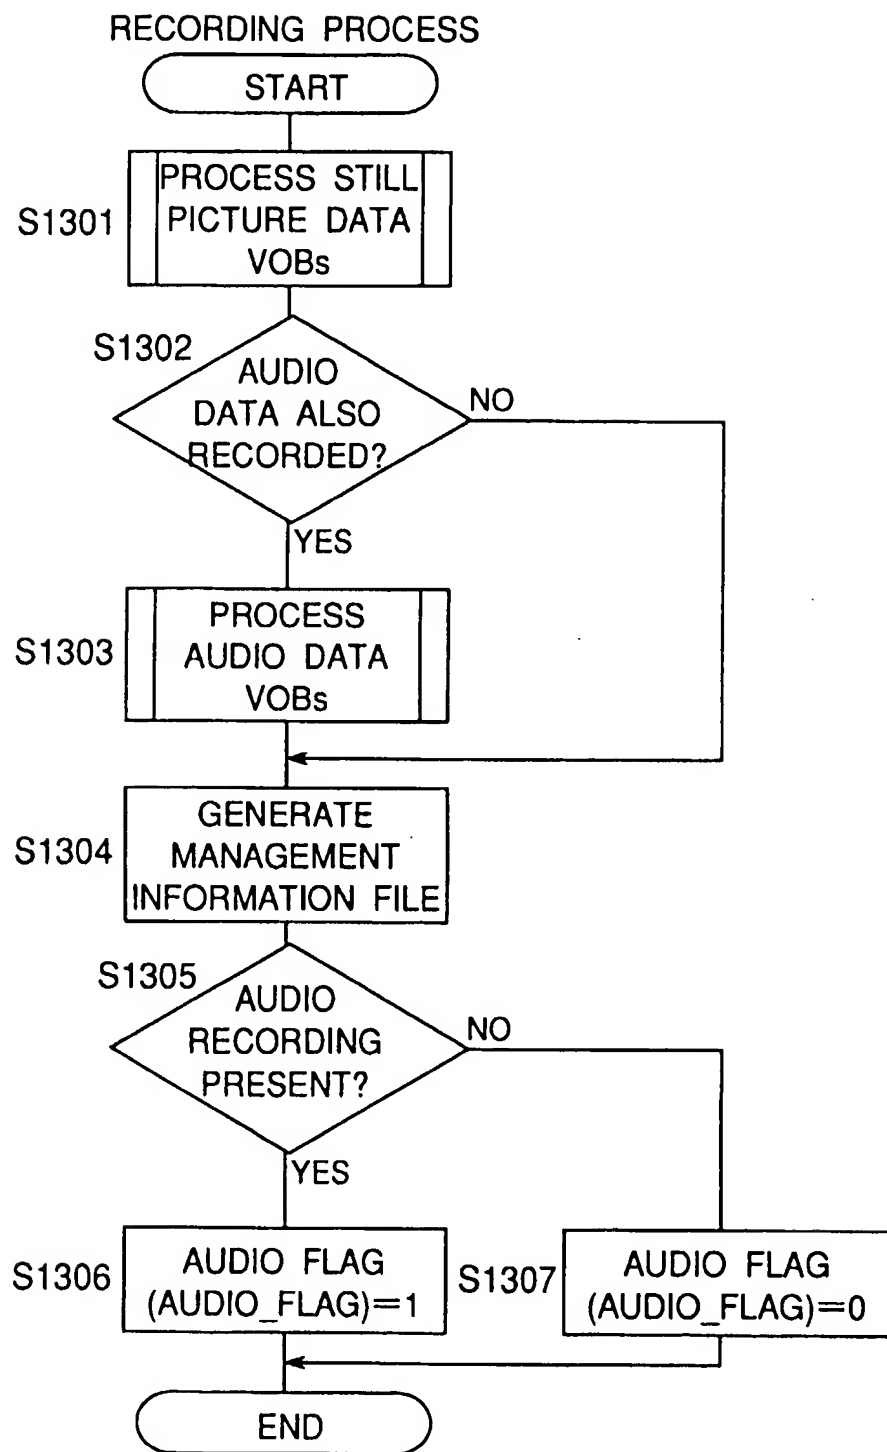 RECORDING PROCESS
START
S1301
PROCESS STILL
PICTURE DATA
VOBs
S1302
AUDIO
DATA ALSO
RECORDED?
NO
YES
S1303
PROCESS
AUDIO DATA
VOBs
S1304
GENERATE
MANAGEMENT
INFORMATION FILE
S1305
AUDIO
RECORDING
PRESENT?
NO
YES
S1306
AUDIO FLAG
(AUDIO_FLAG)=1
S1307
AUDIO FLAG
(AUDIO_FLAG)=0
END